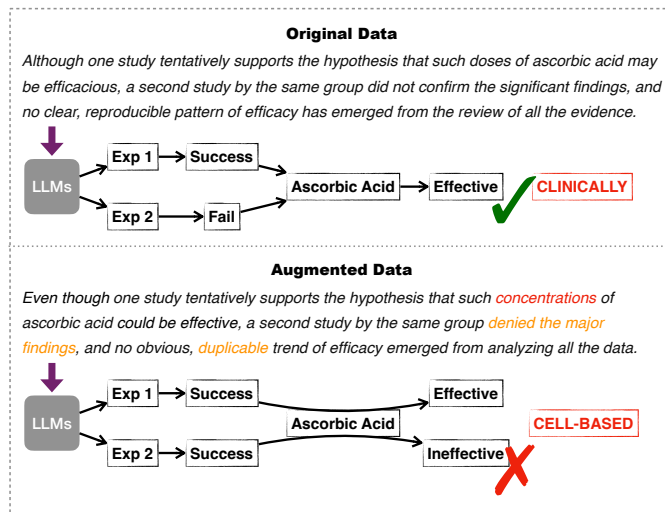 Original Data
Although one study tentatively supports the hypothesis that such doses of ascorbic acid may
be efficacious, a second study by the same group did not confirm the significant findings, and
no clear, reproducible pattern of efficacy has emerged from the review of all the evidence.
LLMs
Exp 1
Success
Exp 2
Fail
Ascorbic Acid
Effective
CLINICALLY
Augmented Data
Even though one study tentatively supports the hypothesis that such concentrations of
ascorbic acid could be effective, a second study by the same group denied the major
findings, and no obvious, duplicable trend of efficacy emerged from analyzing all the data.
LLMs
Exp 1
Success
Exp 2
Success
Ascorbic Acid
Effective
Ineffective
CELL-BASED